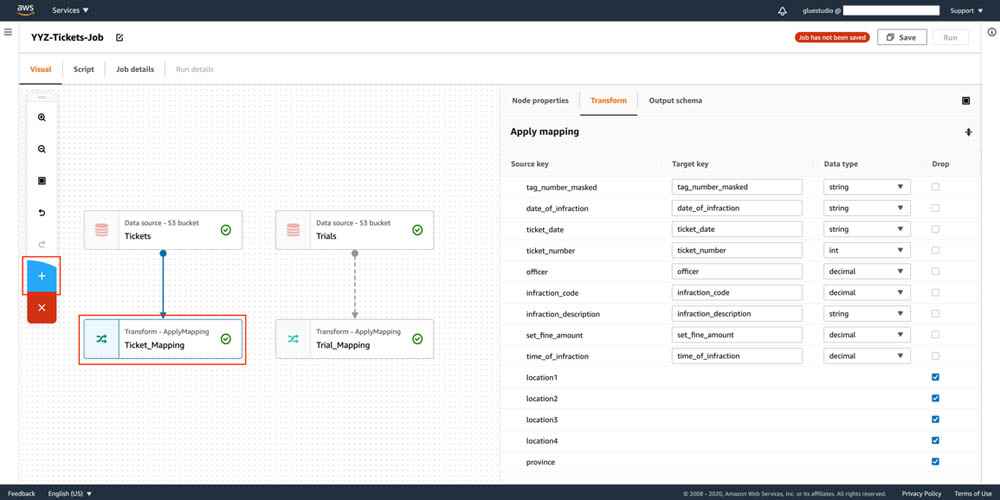 aws Services gluestudio @ Support
YYZ-Tickets-Job Job has not been saved Save Run
Visual Script Job details Run details
Node properties Transform Output schema
Apply mapping
Source key Target key Data type Drop
tag_number_masked tag_number_masked string
date_of_infraction date_of_infraction string
ticket_date ticket_date string
ticket_number ticket_number int
officer officer decimal
infraction_code infraction_code decimal
infraction_description infraction_description string
set_fine_amount set_fine_amount decimal
time_of_infraction time_of_infraction decimal
location1
location2
location3
location4
province
Data source - S3 bucket
Tickets
Data source - S3 bucket
Trials
Transform - ApplyMapping
Ticket_Mapping
Transform - ApplyMapping
Trial_Mapping
Feedback English (US) © 2008 - 2020, Amazon Web Services, Inc. or its affiliates. All rights reserved. Privacy Policy Terms of Use